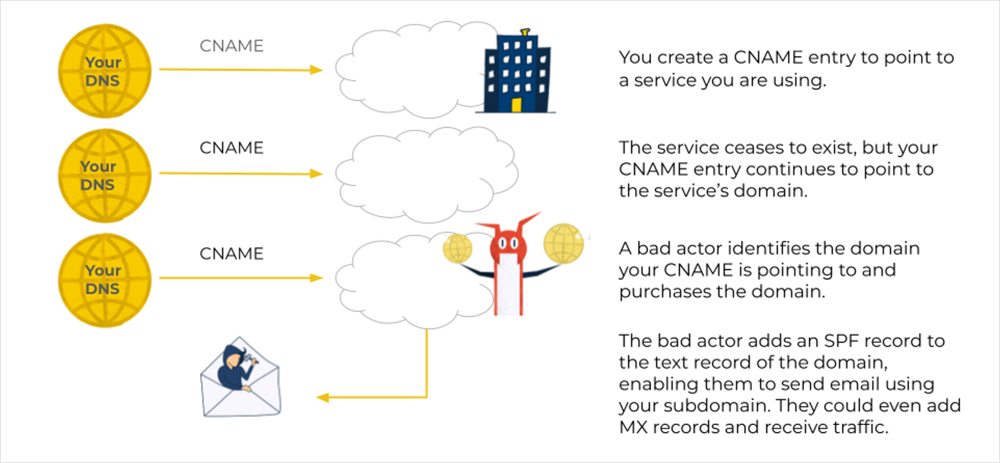 Your
DNS
CNAME
You create a CNAME entry to point to
a service you are using.
Your
DNS
CNAME
The service ceases to exist, but your
CNAME entry continues to point to
the service’s domain.
Your
DNS
CNAME
A bad actor identifies the domain
your CNAME is pointing to and
purchases the domain.
The bad actor adds an SPF record to
the text record of the domain,
enabling them to send email using
your subdomain. They could even add
MX records and receive traffic.